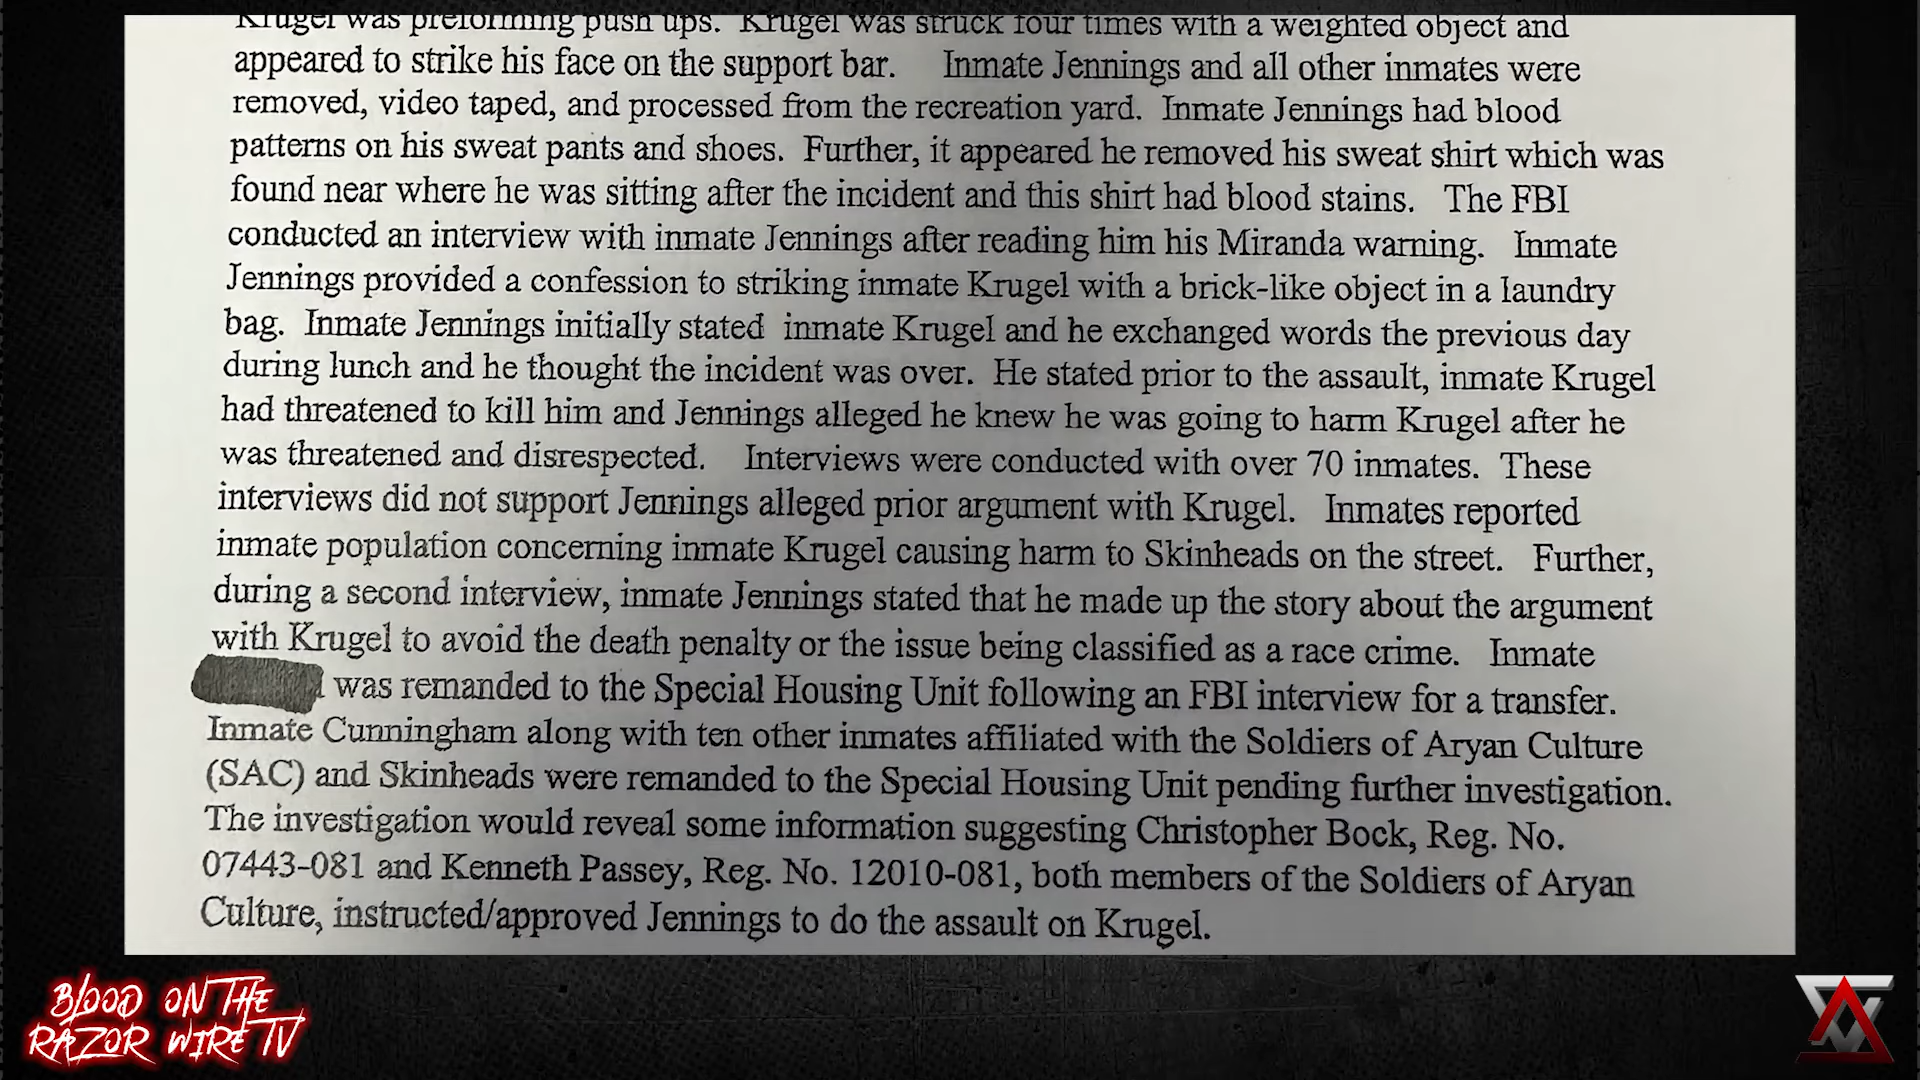 Krugel was preforming push ups. Krugel was struck four times with a weighted object and
appeared to strike his face on the support bar. Inmate Jennings and all other inmates were
removed, video taped, and processed from the recreation yard. Inmate Jennings had blood
patterns on his sweat pants and shoes. Further, it appeared he removed his sweat shirt which was
found near where he was sitting after the incident and this shirt had blood stains. The FBI
conducted an interview with inmate Jennings after reading him his Miranda warning. Inmate
Jennings provided a confession to striking inmate Krugel with a brick-like object in a laundry
bag. Inmate Jennings initially stated inmate Krugel and he exchanged words the previous day
during lunch and he thought the incident was over. He stated prior to the assault, inmate Krugel
had threatened to kill him and Jennings alleged he knew he was going to harm Krugel after he
was threatened and disrespected. Interviews were conducted with over 70 inmates. These
interviews did not support Jennings alleged prior argument with Krugel. Inmates reported
inmate population concerning inmate Krugel causing harm to Skinheads on the street. Further,
during a second interview, inmate Jennings stated that he made up the story about the argument
with Krugel to avoid the death penalty or the issue being classified as a race crime. Inmate
was remanded to the Special Housing Unit following an FBI interview for a transfer.
Inmate Cunningham along with ten other inmates affiliated with the Soldiers of Aryan Culture
(SAC) and Skinheads were remanded to the Special Housing Unit pending further investigation.
The investigation would reveal some information suggesting Christopher Bock, Reg. No.
07443-081 and Kenneth Passey, Reg. No. 12010-081, both members of the Soldiers of Aryan
Culture, instructed/approved Jennings to do the assault on Krugel.
BLOOD ON THE
RAZOR WIRE TV